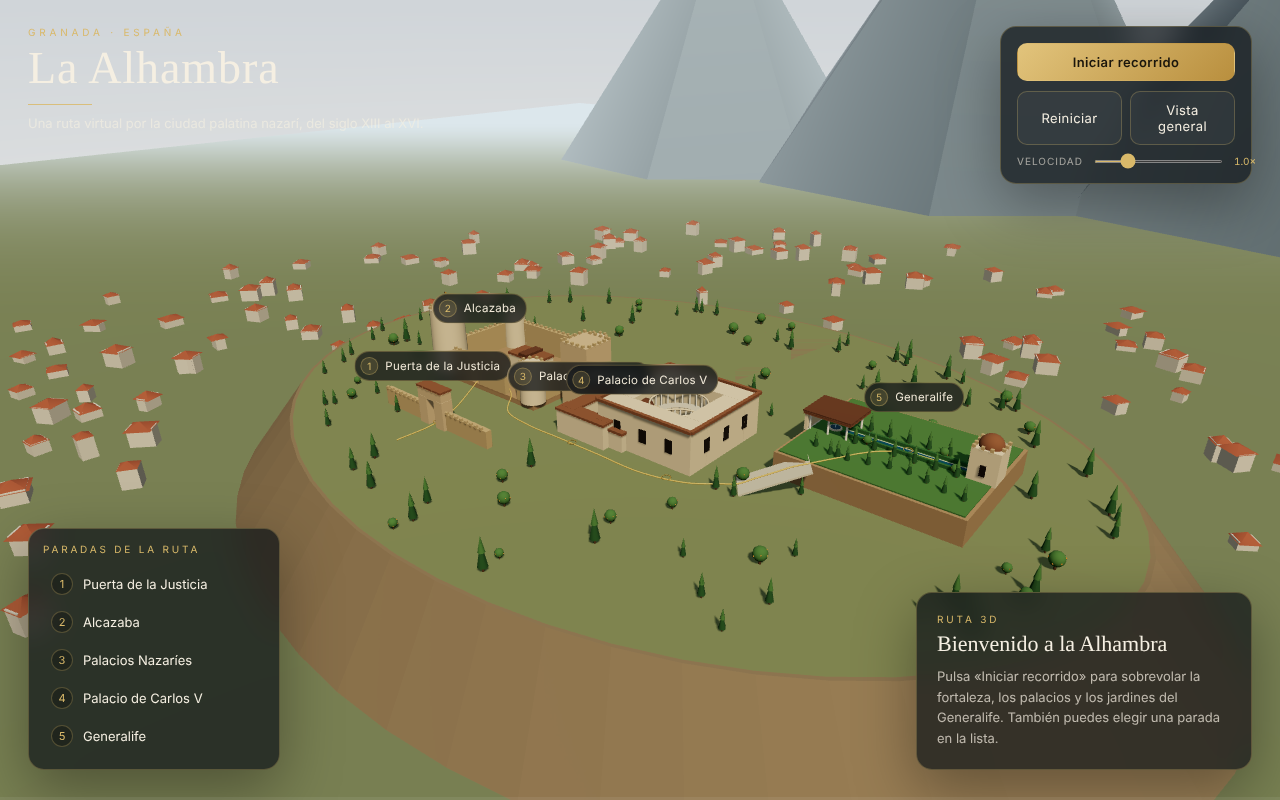 GRANADA · ESPAÑA
La Alhambra
Una ruta virtual por la ciudad palatina nazarí, del siglo XIII al XVI.
Iniciar recorrido
Reiniciar
Vista
general
VELOCIDAD
1.0×
2 Alcazaba
1 Puerta de la Justicia
3 Palac
4 Palacio de Carlos V
5 Generalife
PARADAS DE LA RUTA
1 Puerta de la Justicia
2 Alcazaba
3 Palacios Nazaríes
4 Palacio de Carlos V
5 Generalife
RUTA 3D
Bienvenido a la Alhambra
Pulsa «Iniciar recorrido» para sobrevolar la
fortaleza, los palacios y los jardines del
Generalife. También puedes elegir una parada
en la lista.